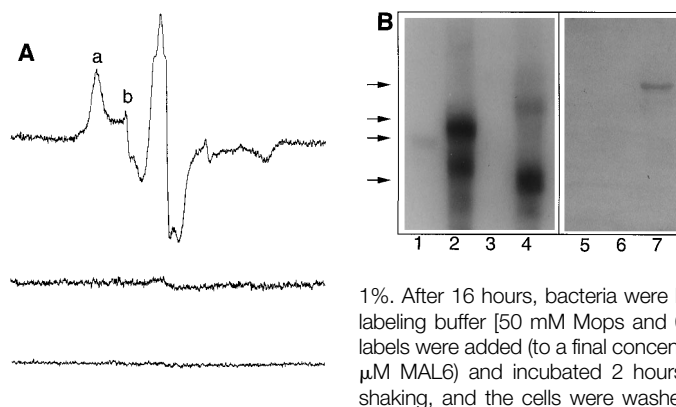 A
a
b
B
1 2 3 4 5 6 7
1%. After 16 hours, bacteria were
labeling buffer [50 mM Mops and
labels were added (to a final concen
μM MAL6) and incubated 2 hours
shaking, and the cells were washe